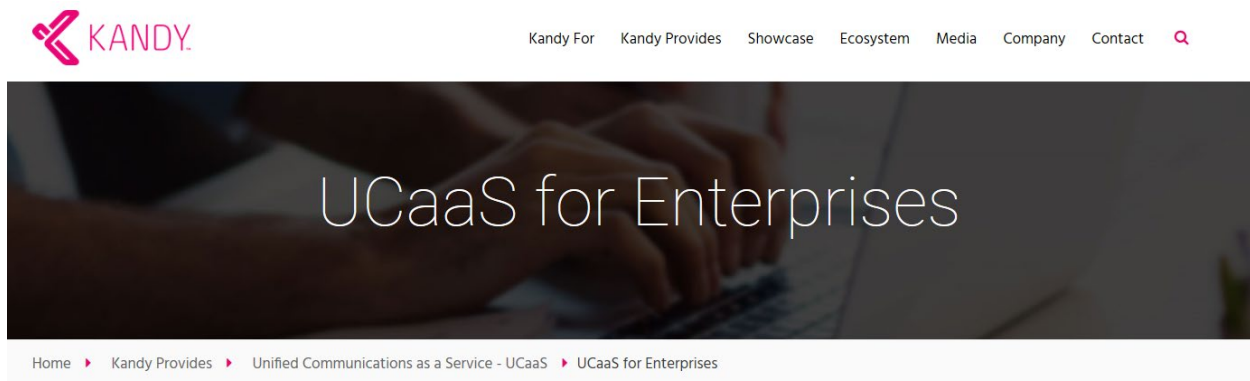 KANDY™
Kandy For Kandy Provides Showcase Ecosystem Media Company Contact
UCaaS for Enterprises
Home Kandy Provides Unified Communications as a Service - UCaaS UCaaS for Enterprises